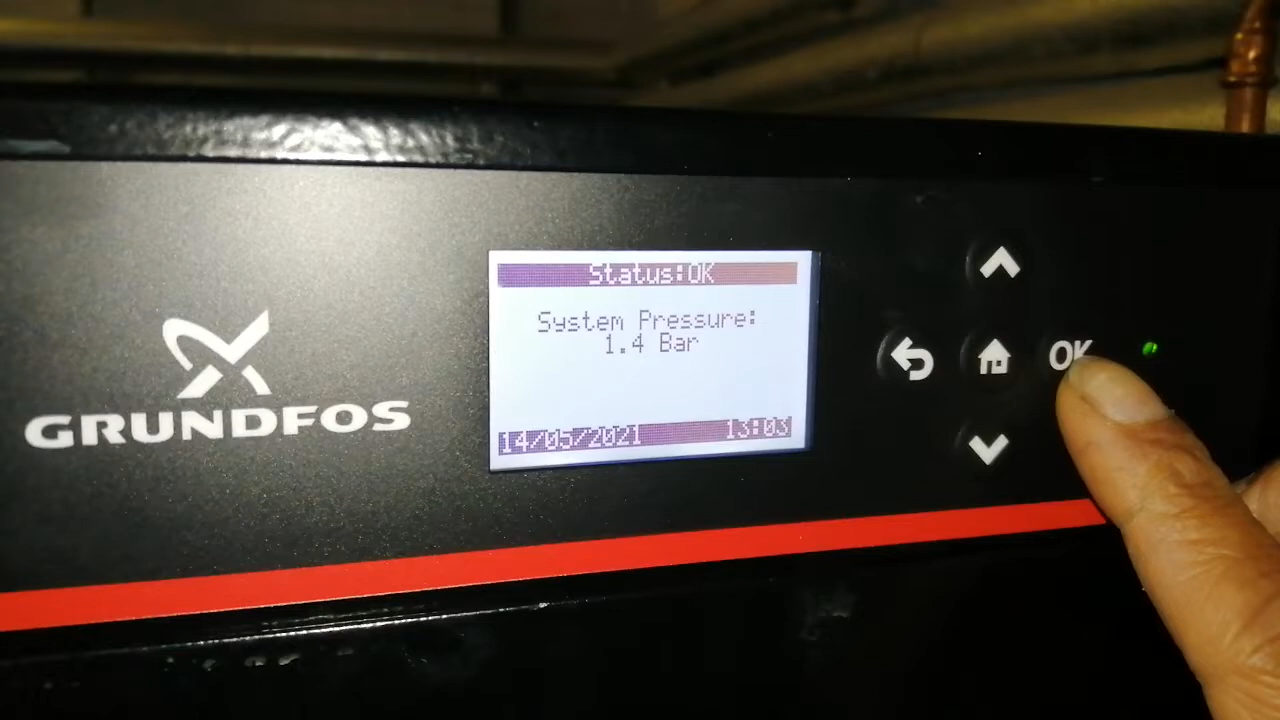 GRUNDFOS
Status:OK
System Pressure:
1.4 Bar
14/05/2021 13:03
OK